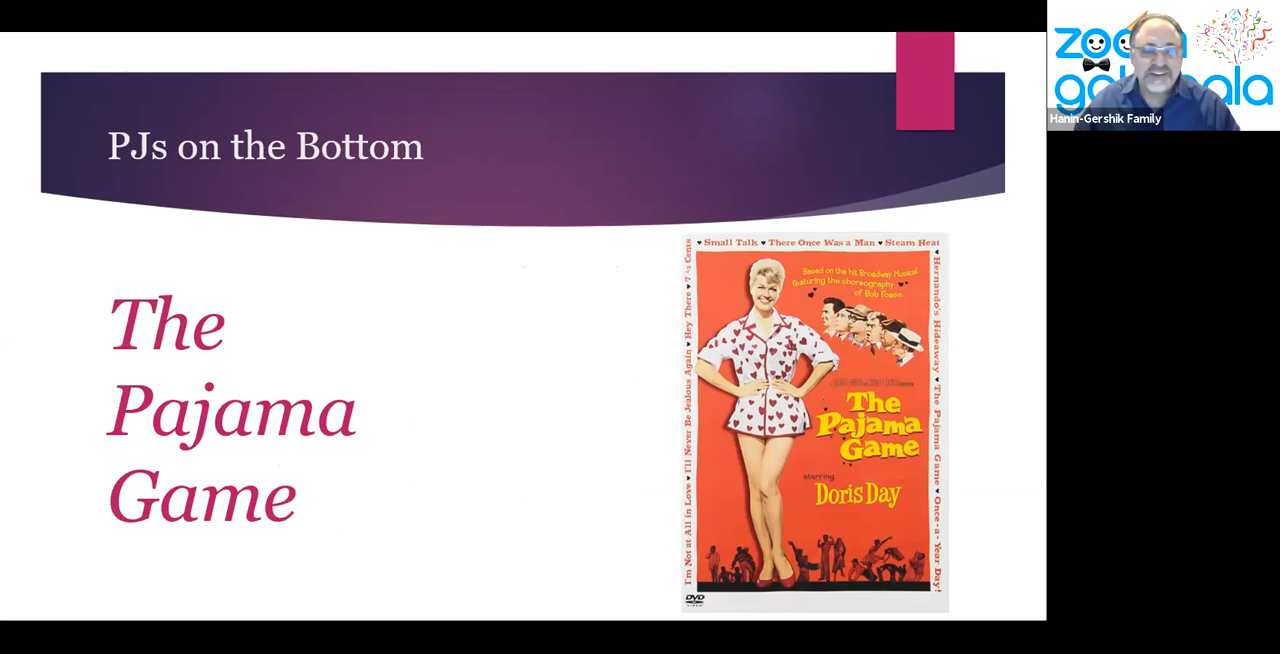 PJs on the Bottom
The
Pajama
Game
♥ Small Talk ♥ There Once Was a Man ♥ Steam Heat
♥ Hernando's Hideaway ♥ The Pajama Game ♥ Once-a-Year Day!
I'm Not at All in Love ♥ I'll Never Be Jealous Again ♥ Hey There ♥ 7 ½ Cents
Based on the hit Broadway Musical.
Featuring the choreography
of Bob Fosse.
The
Pajama
Game
starring
Doris Day
DVD
VIDEO
Hanin-Gershik Family